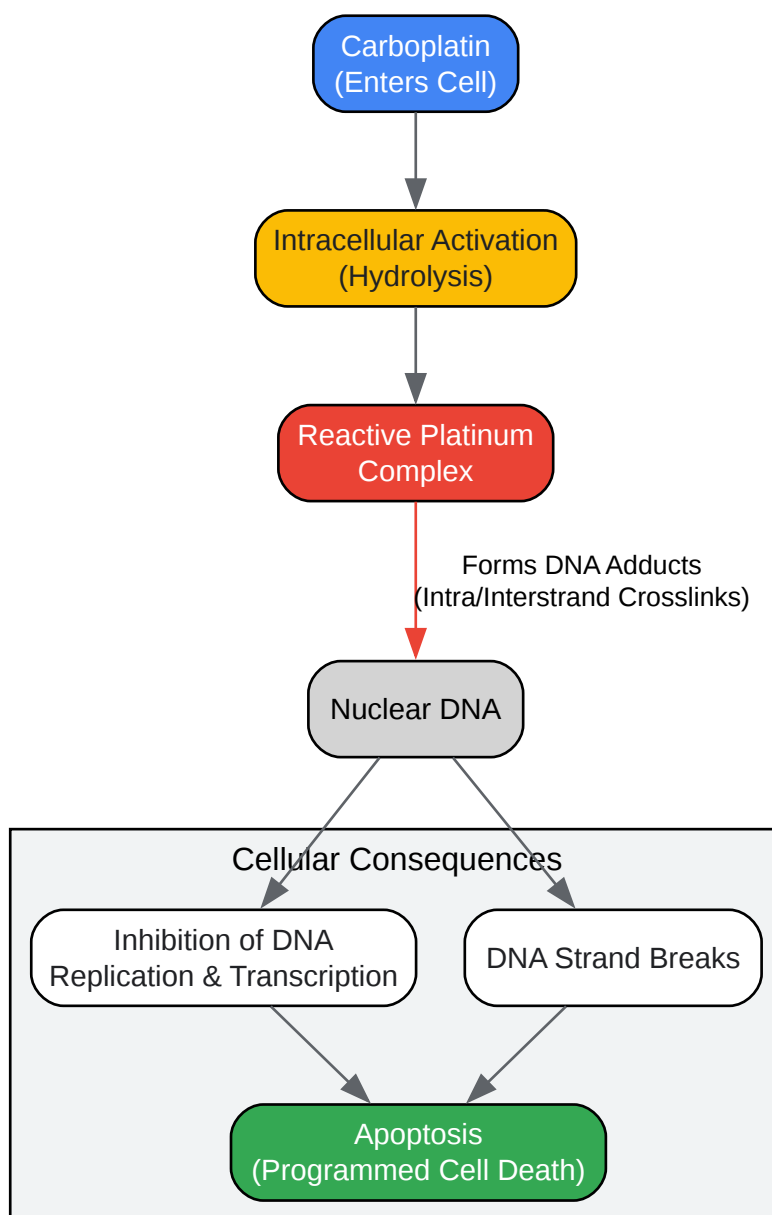 Carboplatin
(Enters Cell)
Intracellular Activation
(Hydrolysis)
Reactive Platinum
Complex
Forms DNA Adducts
(Intra/Interstrand Crosslinks)
Nuclear DNA
Cellular Consequences
Inhibition of DNA
Replication & Transcription
DNA Strand Breaks
Apoptosis
(Programmed Cell Death)